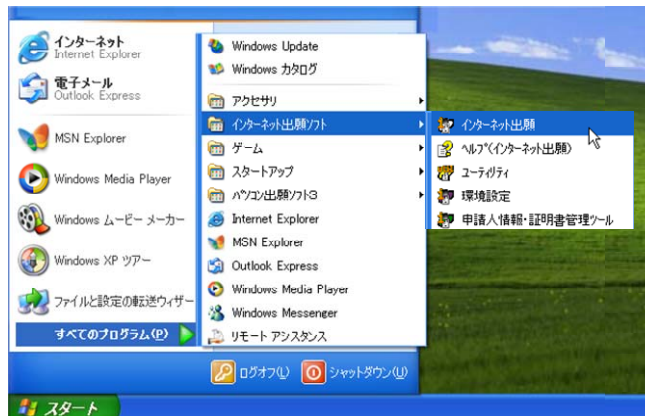 インターネット
Internet Explorer
電子メール
Outlook Express
MSN Explorer
Windows Media Player
Windows ムービー メーカー
Windows XP ツアー
ファイルと設定の転送ウィザー
すべてのプログラム(P)
Windows Update
Windows カタログ
アクセサリ
インターネット出願ソフト
ゲーム
スタートアップ
パソコン出願ソフト3
Internet Explorer
MSN Explorer
Outlook Express
Windows Media Player
Windows Messenger
リモート アシスタンス
インターネット出願
ヘルプ(インターネット出願)
ユーティリティ
環境設定
申請人情報・証明書管理ツール
ログオフ(L)
シャットダウン(U)
スタート